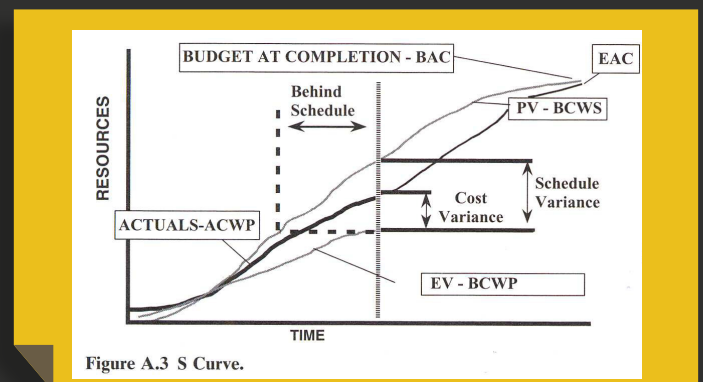 BUDGET AT COMPLETION - BAC
EAC
Behind
Schedule
PV - BCWS
RESOURCES
Schedule
Variance
Cost
Variance
ACTUALS-ACWP
EV - BCWP
TIME
Figure A.3 S Curve.